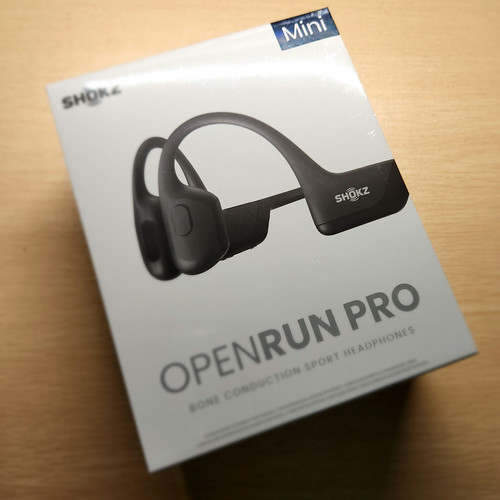 Mini
SHOKZ
SHOKZ
OPENRUN PRO
BONE CONDUCTION SPORT HEADPHONES